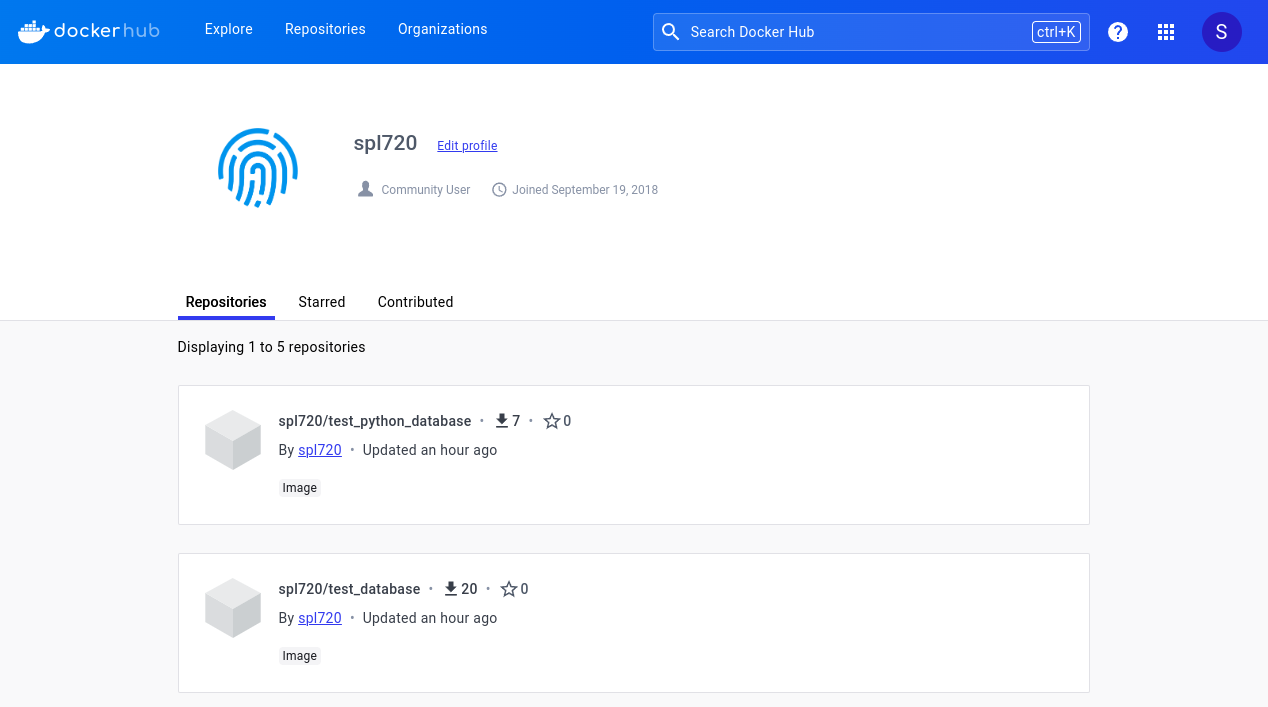 dockerhub Explore Repositories Organizations Search Docker Hub ctrl+K S
spl720 Edit profile
Community User Joined September 19, 2018
Repositories Starred Contributed
Displaying 1 to 5 repositories
spl720/test_python_database • 7 • 0
By spl720 • Updated an hour ago
Image
spl720/test_database • 20 • 0
By spl720 • Updated an hour ago
Image